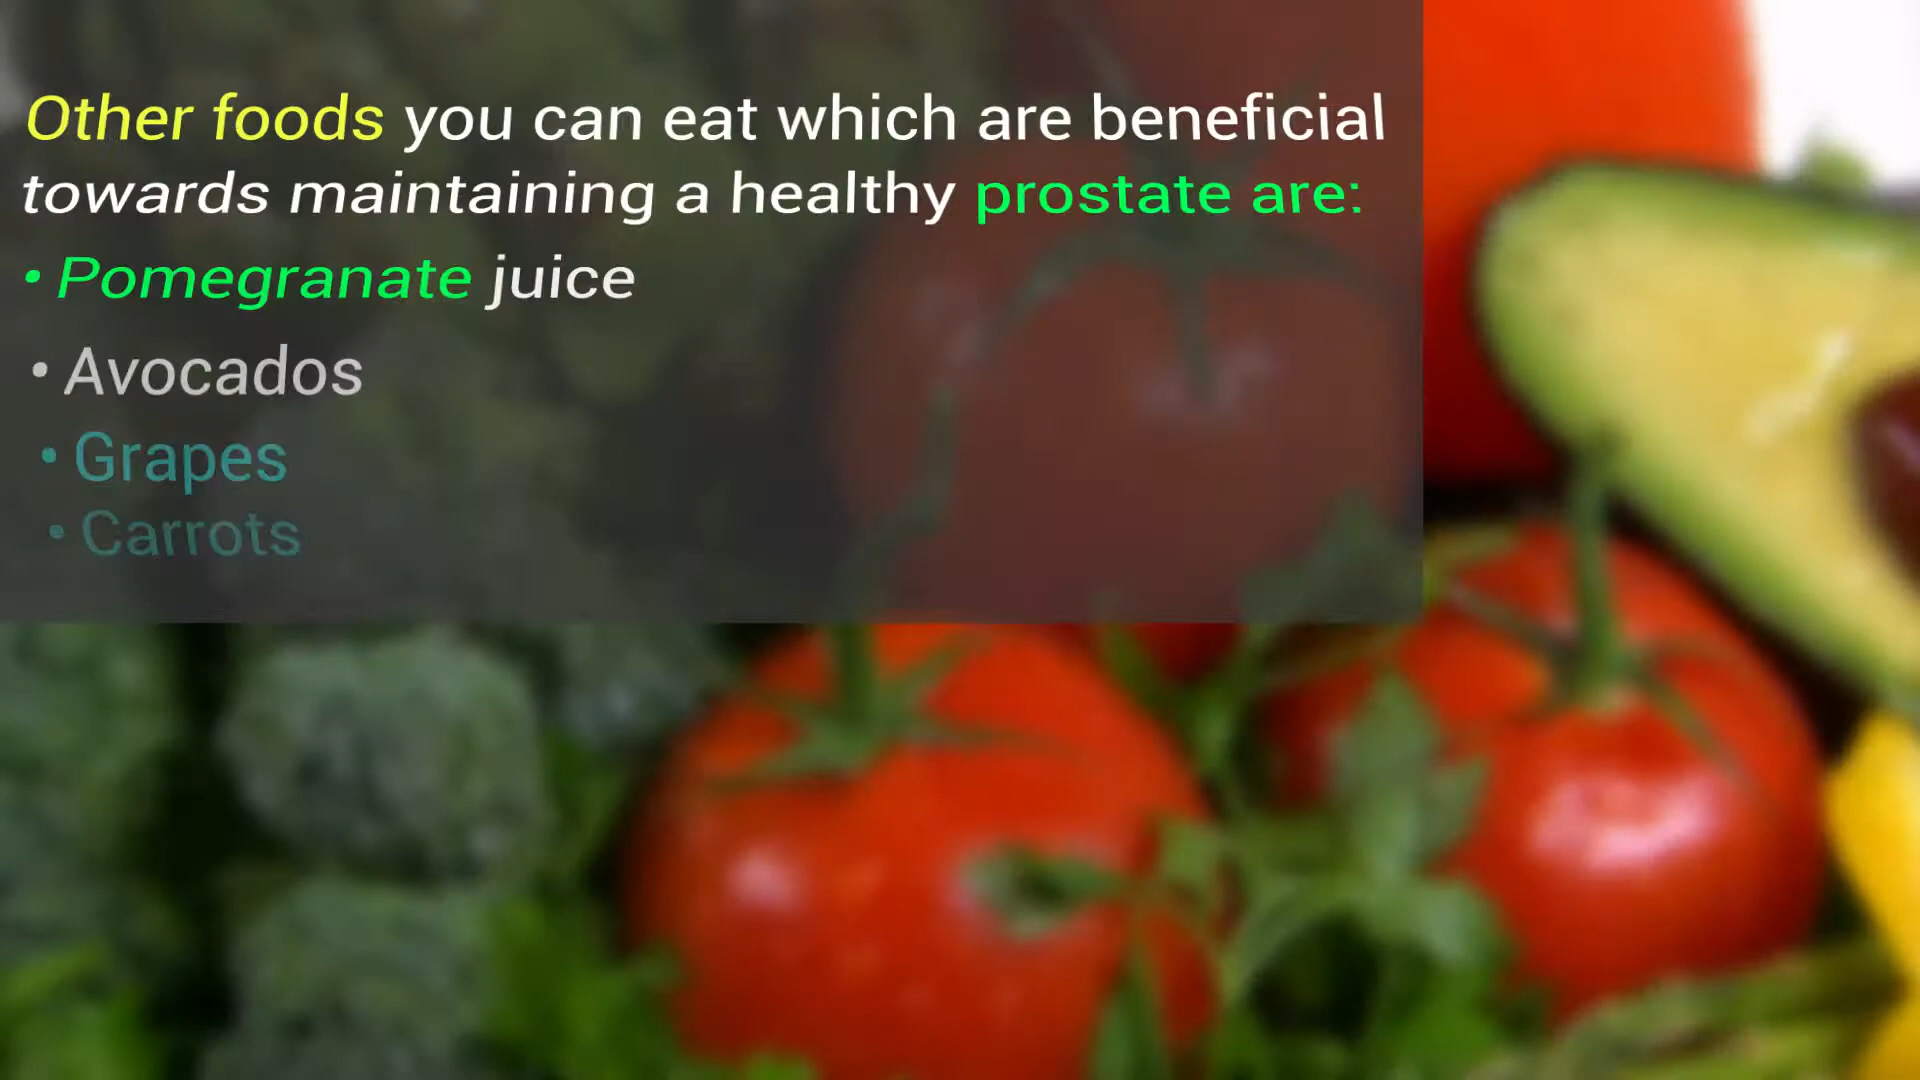 Other foods you can eat which are beneficial
towards maintaining a healthy prostate are:
• Pomegranate juice
• Avocados
• Grapes
• Carrots